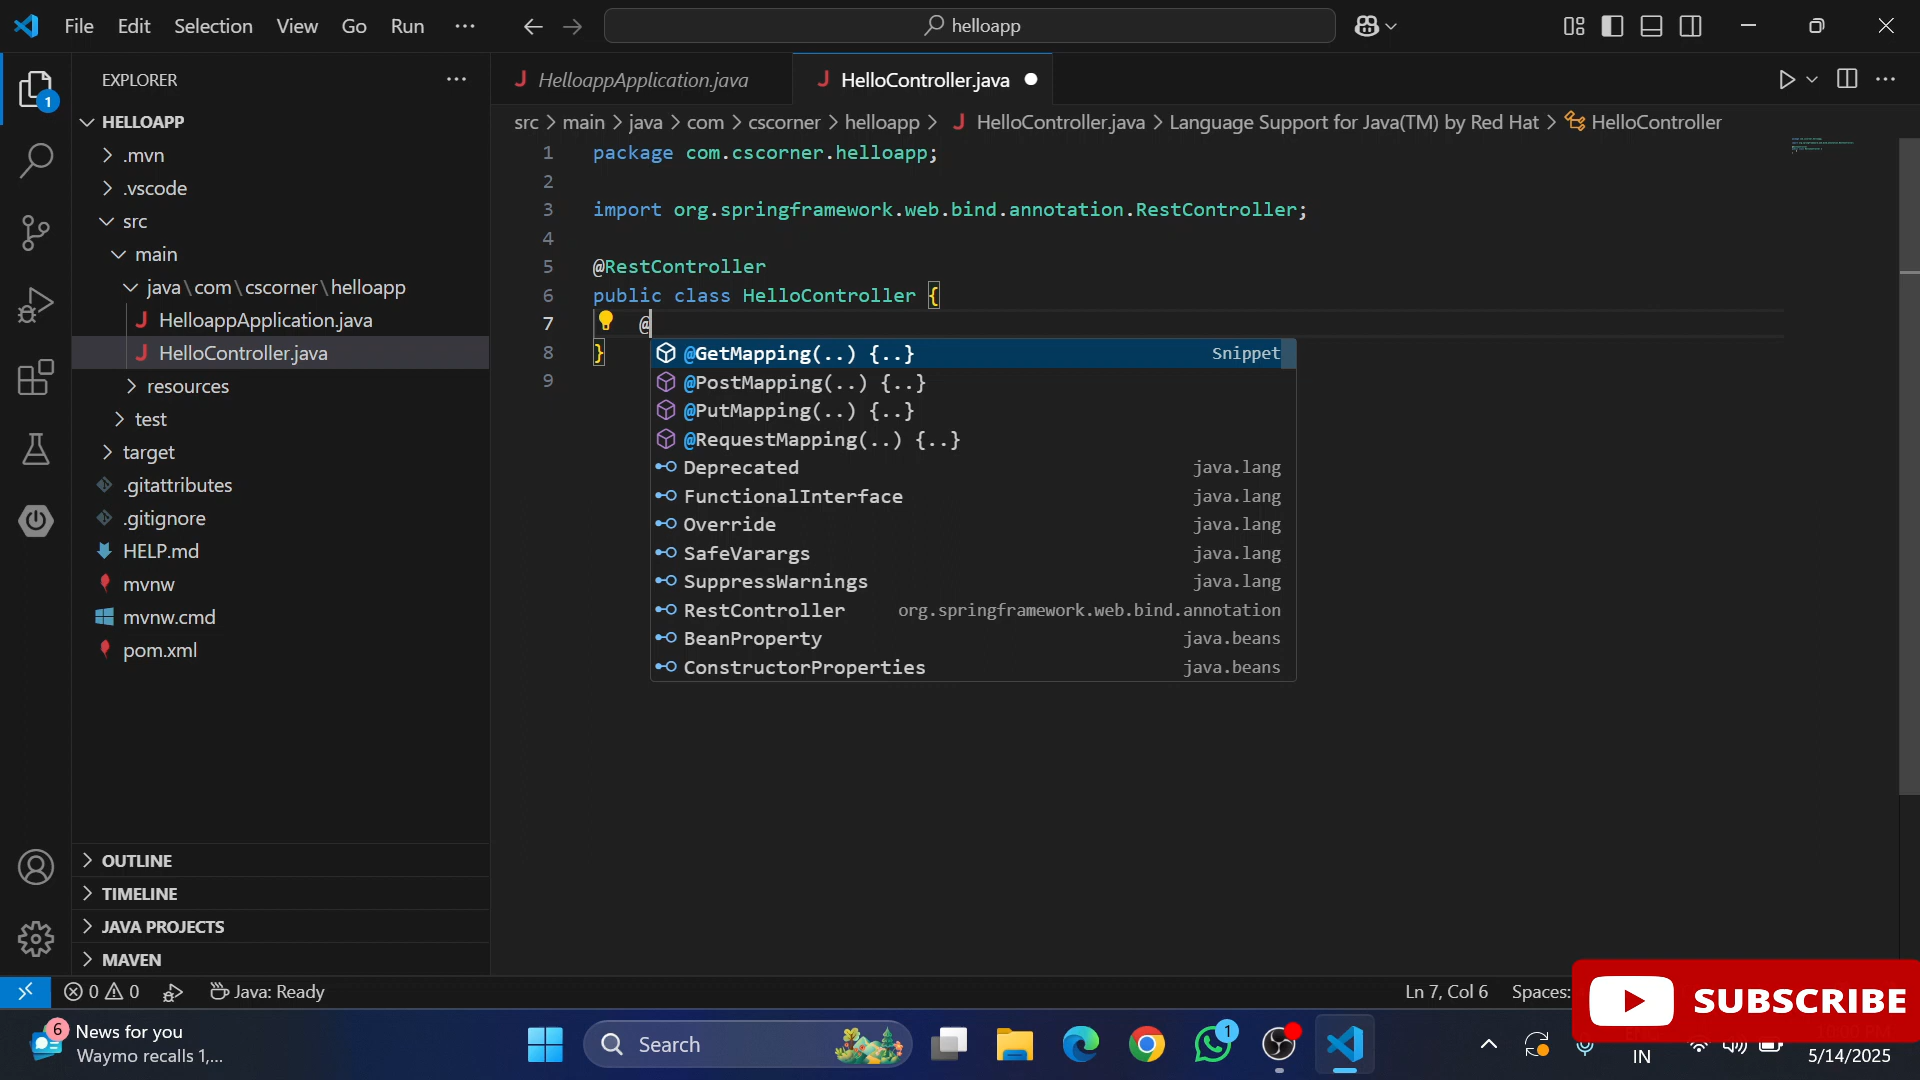 File Edit Selection View Go Run ... helloapp
EXPLORER
HELLOAPP
.mvn
.vscode
src
main
java\com\cscorner\helloapp
HelloappApplication.java
HelloController.java
resources
test
target
.gitattributes
.gitignore
HELP.md
mvnw
mvnw.cmd
pom.xml
OUTLINE
TIMELINE
JAVA PROJECTS
MAVEN
1
HelloappApplication.java HelloController.java
src > main > java > com > cscorner > helloapp > HelloController.java > Language Support for Java(TM) by Red Hat > HelloController
1 package com.cscorner.helloapp;
2
3 import org.springframework.web.bind.annotation.RestController;
4
5 @RestController
6 public class HelloController {
7 @
8 }
9
@GetMapping(..) {..} Snippet
@PostMapping(..) {..}
@PutMapping(..) {..}
@RequestMapping(..) {..}
Deprecated java.lang
FunctionalInterface java.lang
Override java.lang
SafeVarargs java.lang
SuppressWarnings java.lang
RestController org.springframework.web.bind.annotation
BeanProperty java.beans
ConstructorProperties java.beans
0 0 Java: Ready Ln 7, Col 6 Spaces:
SUBSCRIBE
6 News for you
Waymo recalls 1,...
Search
1
IN
5/14/2025